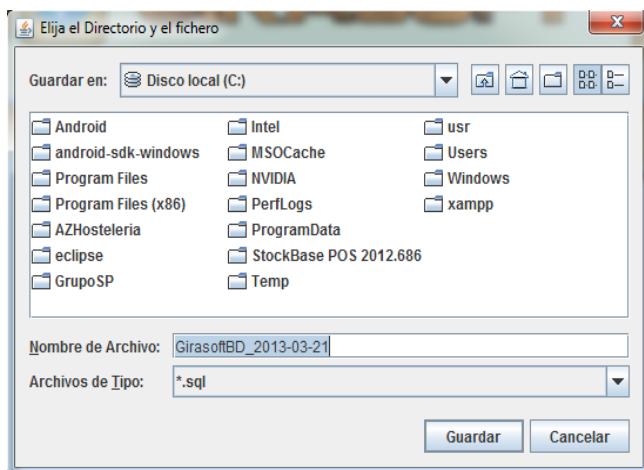 Elija el Directorio y el fichero
Guardar en: Disco local (C:)
Android Intel usr
android-sdk-windows MSOCache Users
Program Files NVIDIA Windows
Program Files (x86) PerfLogs xampp
AZHosteleria ProgramData
eclipse StockBase POS 2012.686
GrupoSP Temp
Nombre de Archivo: GirasoftBD_2013-03-21
Archivos de Tipo: *.sql
Guardar Cancelar